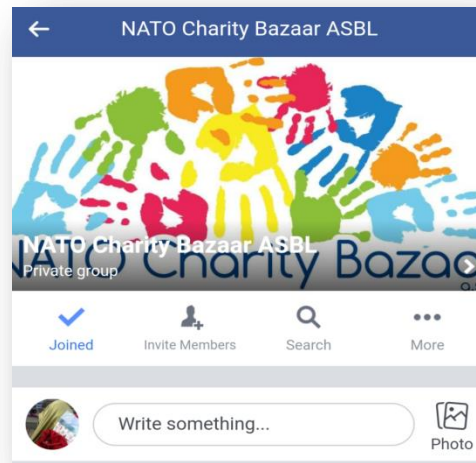 NATO Charity Bazaar ASBL
NATO Charity Bazaar ASBL
Private group
NATO Charity Bazaa
Joined
Invite Members
Search
More
Write something...
Photo